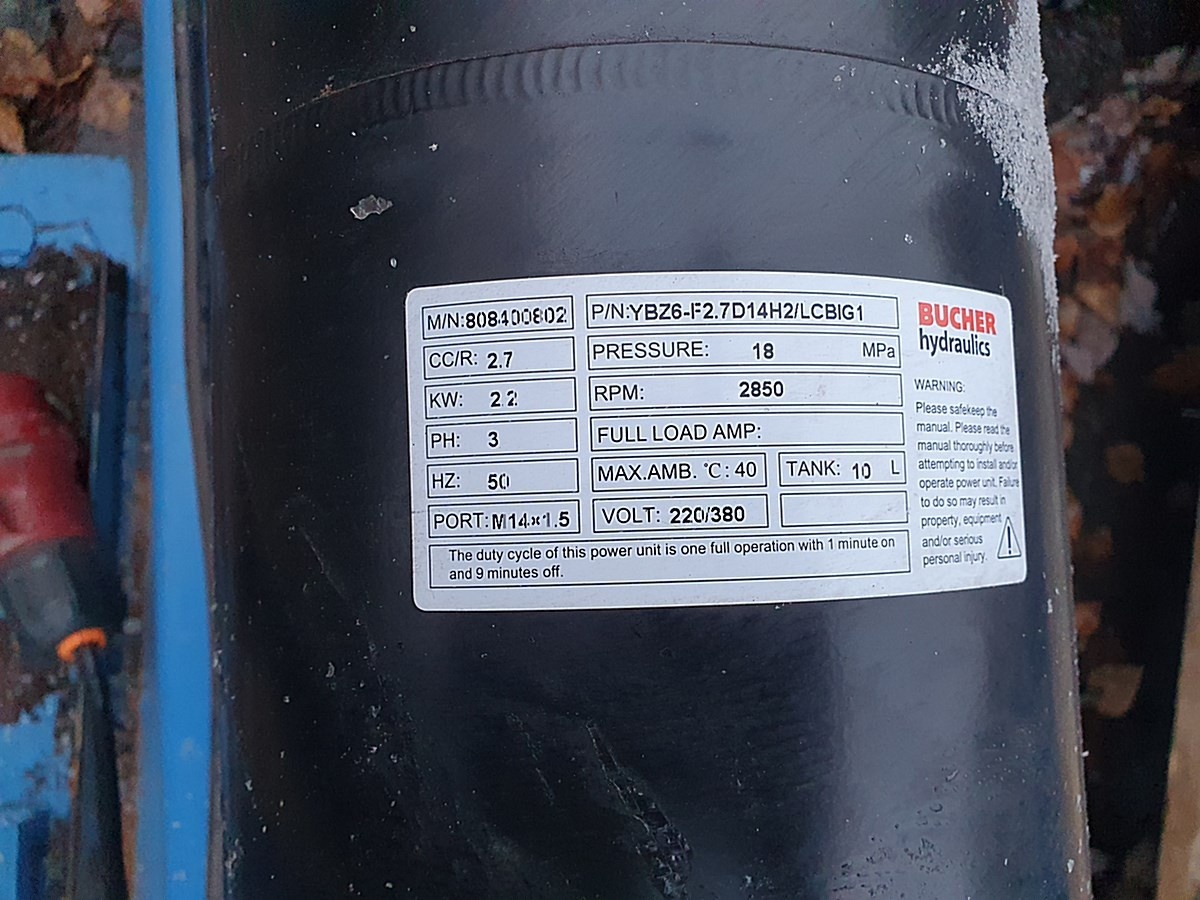 M/N:808400802
P/N:YBZ6-F2.7D14H2/LCBIG1
CC/R: 2.7
PRESSURE: 18 MPa
KW: 2.2
RPM: 2850
PH: 3
FULL LOAD AMP:
HZ: 50
MAX.AMB. ℃: 40
TANK: 10 L
PORT: M14×1.5
VOLT: 220/380
The duty cycle of this power unit is one full operation with 1 minute on
and 9 minutes off.
BUCHER
hydraulics
WARNING:
Please safekeep the
manual. Please read the
manual thoroughly before
attempting to install and/or
operate power unit. Failure
to do so may result in
property, equipment
and/or serious
personal injury.